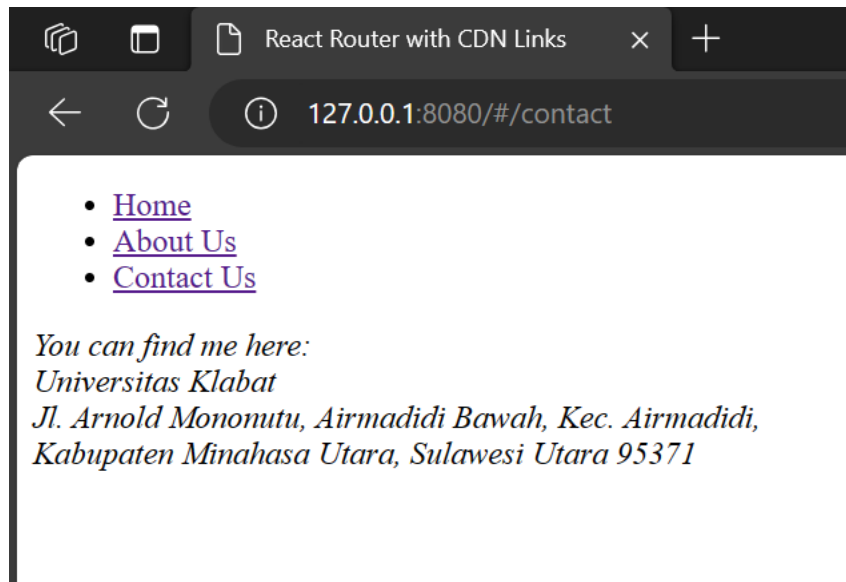 React Router with CDN Links
127.0.0.1:8080/#/contact
Home
About Us
Contact Us
You can find me here:
Universitas Klabat
Jl. Arnold Mononutu, Airmadidi Bawah, Kec. Airmadidi,
Kabupaten Minahasa Utara, Sulawesi Utara 95371